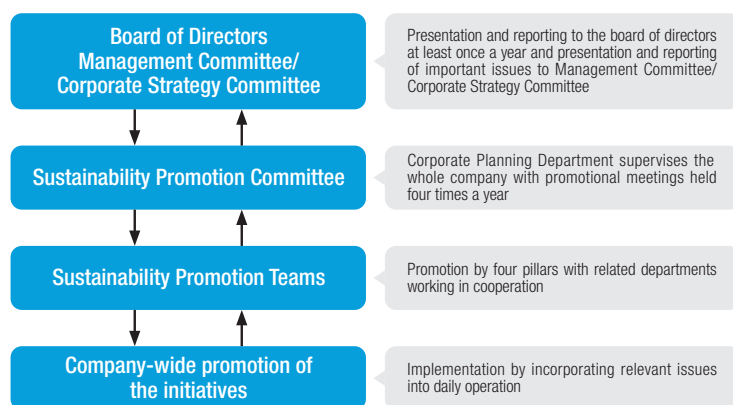 Board of Directors
Management Committee/
Corporate Strategy Committee
Presentation and reporting to the board of directors
at least once a year and presentation and reporting
of important issues to Management Committee/
Corporate Strategy Committee
Sustainability Promotion Committee
Corporate Planning Department supervises the
whole company with promotional meetings held
four times a year
Sustainability Promotion Teams
Promotion by four pillars with related departments
working in cooperation
Company-wide promotion of
the initiatives
Implementation by incorporating relevant issues
into daily operation